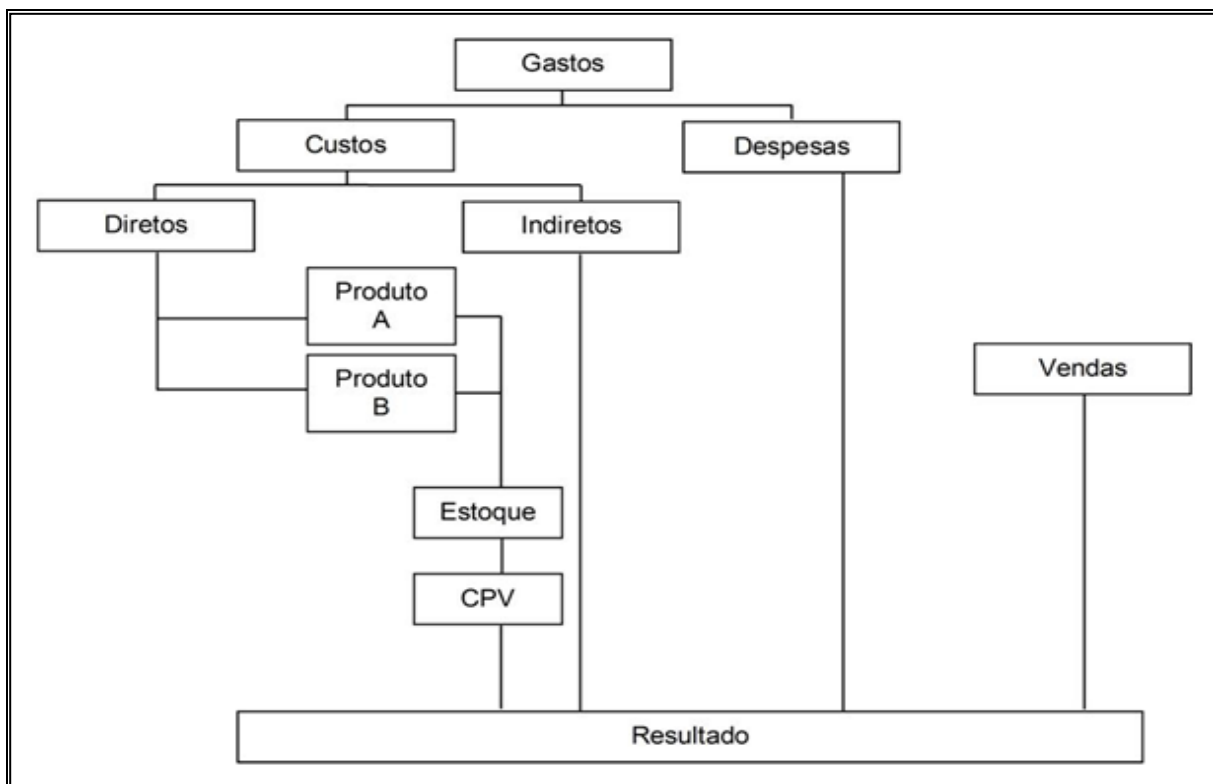 Gastos
Custos
Despesas
Diretos
Indiretos
Produto
A
Produto
B
Vendas
Estoque
CPV
Resultado